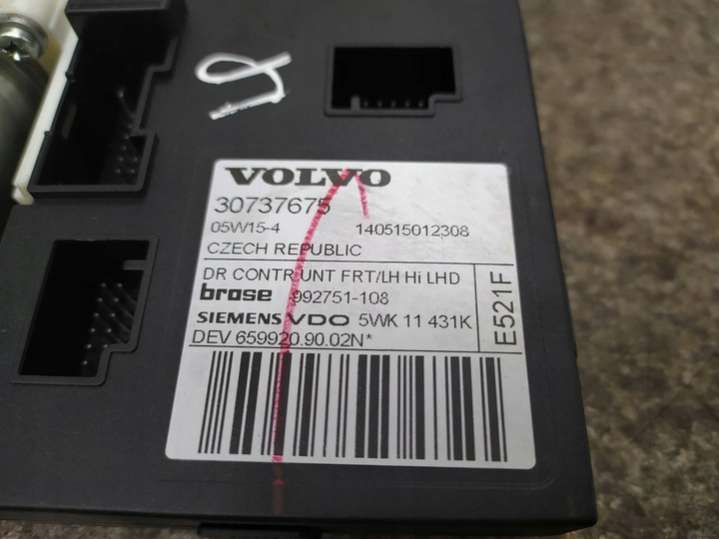 VOLVO
30737675
05W15-4 140515012308
CZECH REPUBLIC
DR CONTR UNT FRT/LH Hi LHD
brose 992751-108
SIEMENS VDO 5WK 11 431K
DEV 659920.90.02N*
E521F